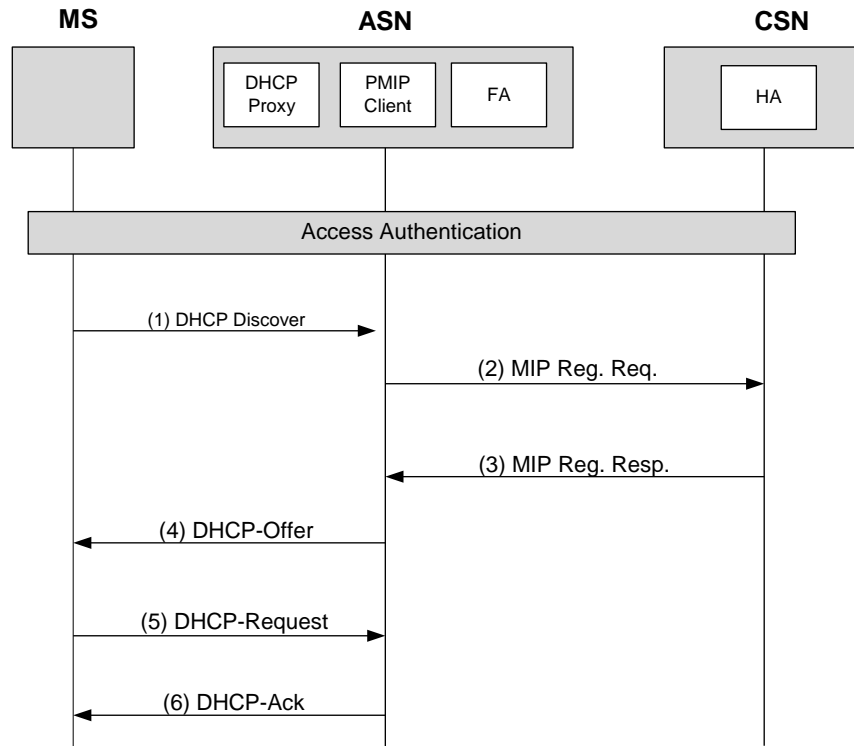 MS
ASN
CSN
DHCP
Proxy
PMIP
Client
FA
HA
Access Authentication
(1) DHCP Discover
(2) MIP Reg. Req.
(3) MIP Reg. Resp.
(4) DHCP-Offer
(5) DHCP-Request
(6) DHCP-Ack